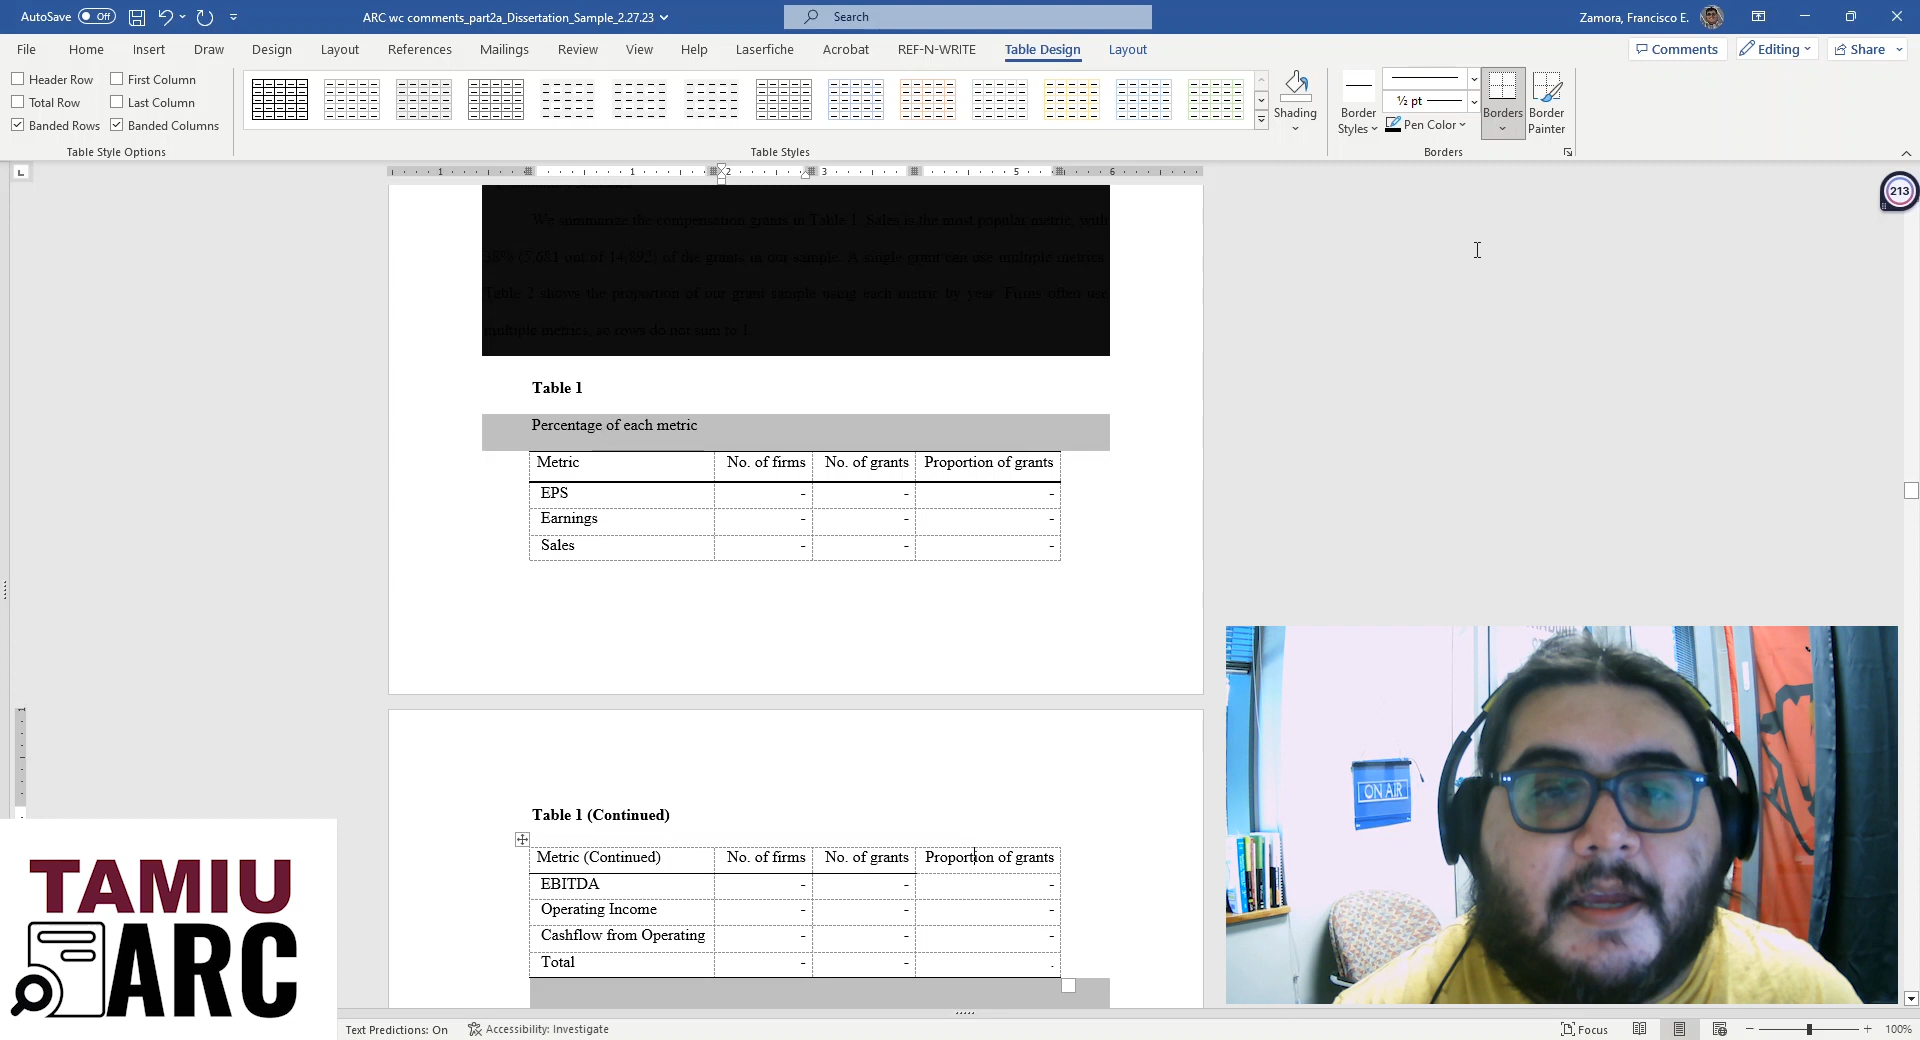 AutoSave Off ARC wc comments_part2a_Dissertation_Sample_2.27.23 Search Zamora, Francisco E.
File Home Insert Draw Design Layout References Mailings Review View Help Laserfiche Acrobat REF-N-WRITE Table Design Layout Comments Editing Share
Header Row First Column
Total Row Last Column
Banded Rows Banded Columns
Table Style Options
Table Styles
Shading
Border Styles
½ pt
Pen Color
Borders
Border Painter
Borders
1 1 2 3 5 6
213
We summarize the compensation grants in Table 1. Sales is the most popular metric, with
38% (5,681 out of 14,892) of the grants in our sample. A single grant can use multiple metrics.
Table 2 shows the proportion of our grant sample using each metric by year. Firms often use
multiple metrics, so rows do not sum to 1.
Table 1
Percentage of each metric
Metric No. of firms No. of grants Proportion of grants
EPS - - -
Earnings - - -
Sales - - -
Table 1 (Continued)
Metric (Continued) No. of firms No. of grants Proportion of grants
EBITDA - - -
Operating Income - - -
Cashflow from Operating - - -
Total - - .
ON AIR
TAMIU
ARC
Text Predictions: On Accessibility: Investigate Focus 100%